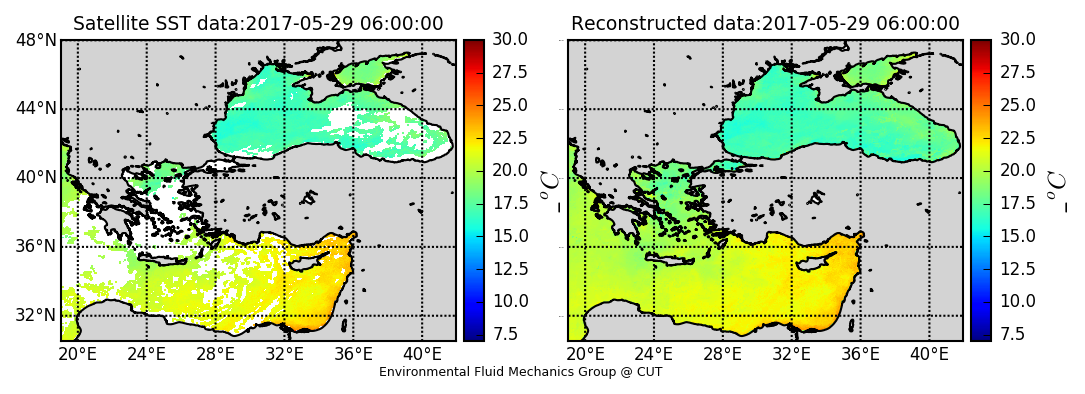 Satellite SST data:2017-05-29 06:00:00
48°N
44°N
40°N
36°N
32°N
20°E 24°E 28°E 32°E 36°E 40°E
30.0
27.5
25.0
22.5
20.0
17.5
15.0
12.5
10.0
7.5
_ °C
Reconstructed data:2017-05-29 06:00:00
20°E 24°E 28°E 32°E 36°E 40°E
30.0
27.5
25.0
22.5
20.0
17.5
15.0
12.5
10.0
7.5
_ °C
Environmental Fluid Mechanics Group @ CUT